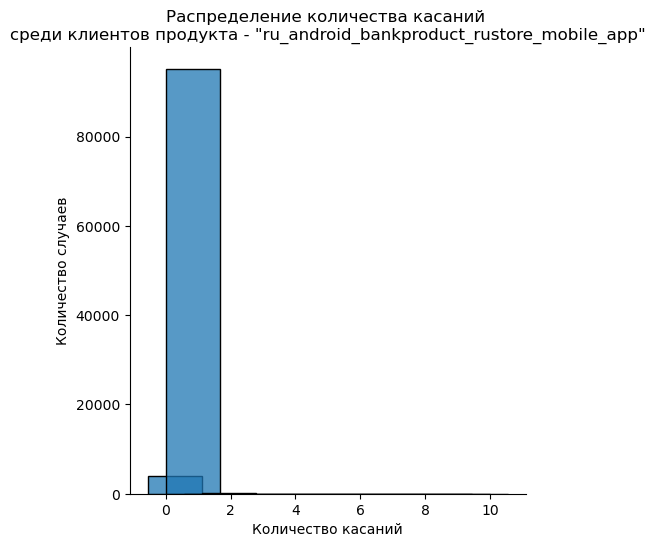 Распределение количества касаний
среди клиентов продукта - "ru_android_bankproduct_rustore_mobile_app"
Количество случаев
80000
60000
40000
20000
0
0 2 4 6 8 10
Количество касаний